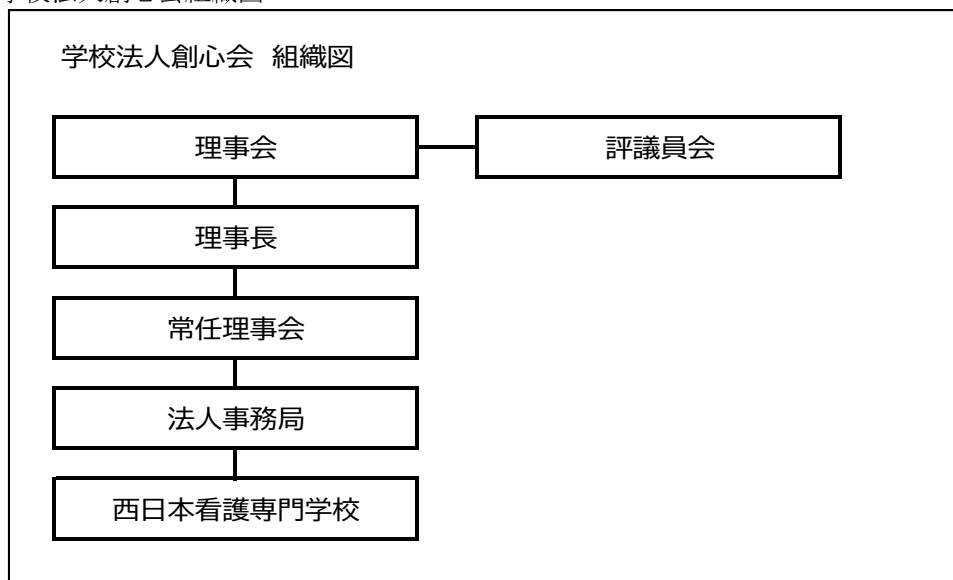 学校法人創心会 組織図
理事会
評議員会
理事長
常任理事会
法人事務局
西日本看護専門学校